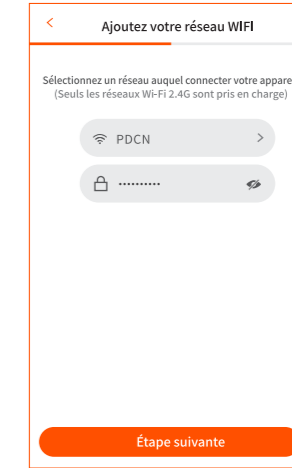 Ajoutez votre réseau WIFI
Sélectionnez un réseau auquel connecter votre appare
(Seuls les réseaux Wi-Fi 2.4G sont pris en charge)
PDCN
••••••••••
Étape suivante